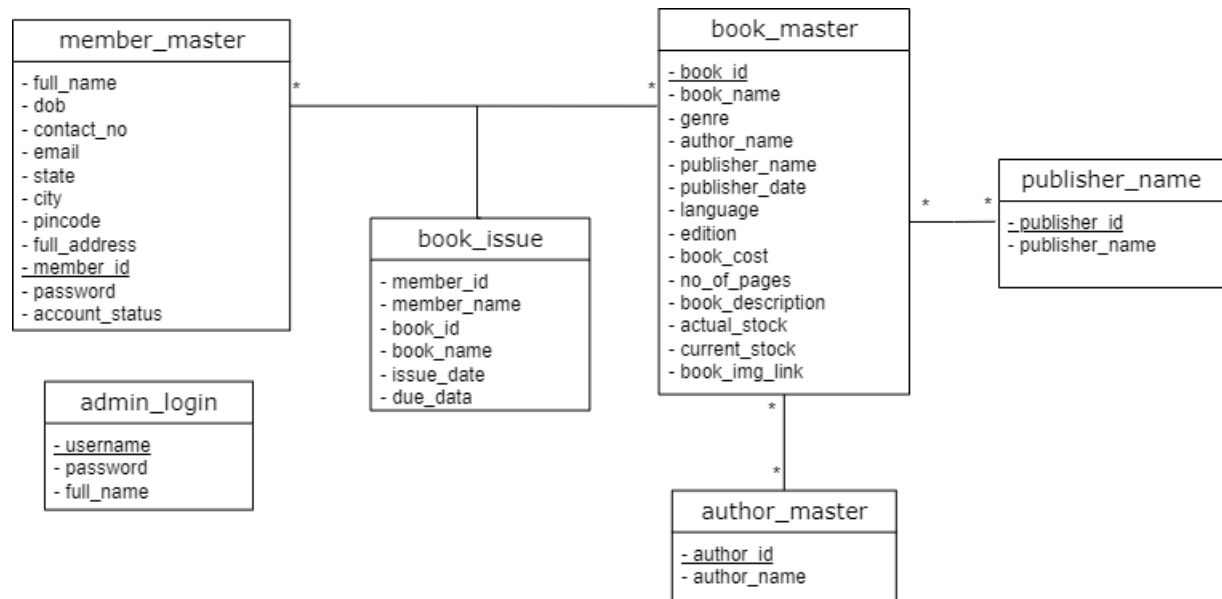 member_master
- full_name
- dob
- contact_no
- email
- state
- city
- pincode
- full_address
- member_id
- password
- account_status
*
*
book_master
- book_id
- book_name
- genre
- author_name
- publisher_name
- publisher_date
- language
- edition
- book_cost
- no_of_pages
- book_description
- actual_stock
- current_stock
- book_img_link
*
*
publisher_name
- publisher_id
- publisher_name
book_issue
- member_id
- member_name
- book_id
- book_name
- issue_date
- due_data
admin_login
- username
- password
- full_name
*
*
author_master
- author_id
- author_name